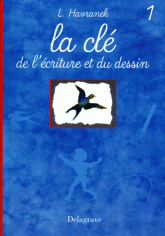 L. Havranek
1
la clé
de l'écriture et du dessin
Delagrave